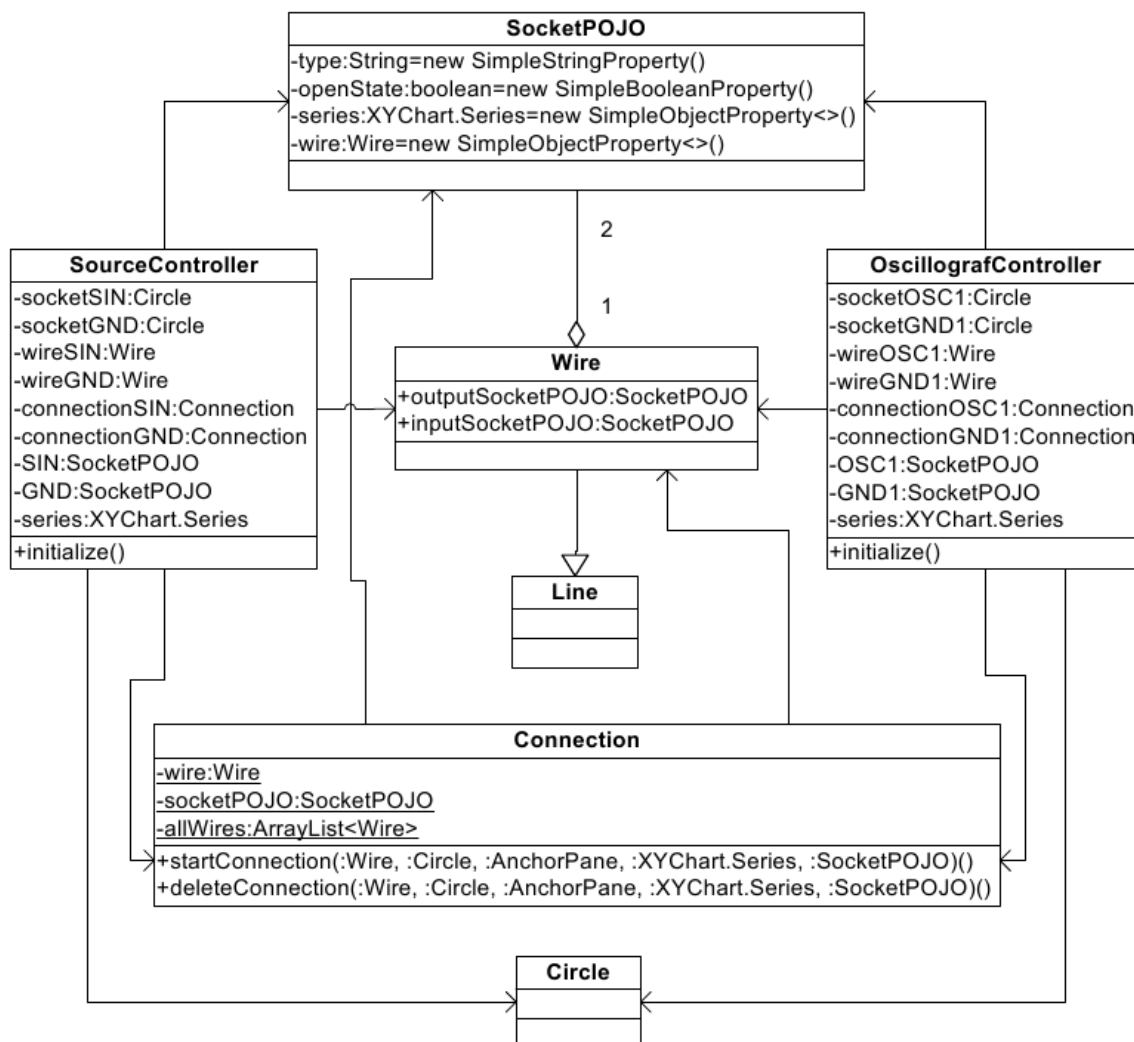 SocketPOJO
-type:String=new SimpleStringProperty()
-openState:boolean=new SimpleBooleanProperty()
-series:XYChart.Series=new SimpleObjectProperty<>()
-wire:Wire=new SimpleObjectProperty<>()
2
1
SourceController
-socketSIN:Circle
-socketGND:Circle
-wireSIN:Wire
-wireGND:Wire
-connectionSIN:Connection
-connectionGND:Connection
-SIN:SocketPOJO
-GND:SocketPOJO
-series:XYChart.Series
+initialize()
Wire
+outputSocketPOJO:SocketPOJO
+inputSocketPOJO:SocketPOJO
OscillografController
-socketOSC1:Circle
-socketGND1:Circle
-wireOSC1:Wire
-wireGND1:Wire
-connectionOSC1:Connection
-connectionGND1:Connection
-OSC1:SocketPOJO
-GND1:SocketPOJO
-series:XYChart.Series
+initialize()
Line
Connection
-wire:Wire
-socketPOJO:SocketPOJO
-allWires:ArrayList<Wire>
+startConnection(:Wire, :Circle, :AnchorPane, :XYChart.Series, :SocketPOJO)()
+deleteConnection(:Wire, :Circle, :AnchorPane, :XYChart.Series, :SocketPOJO)()
Circle